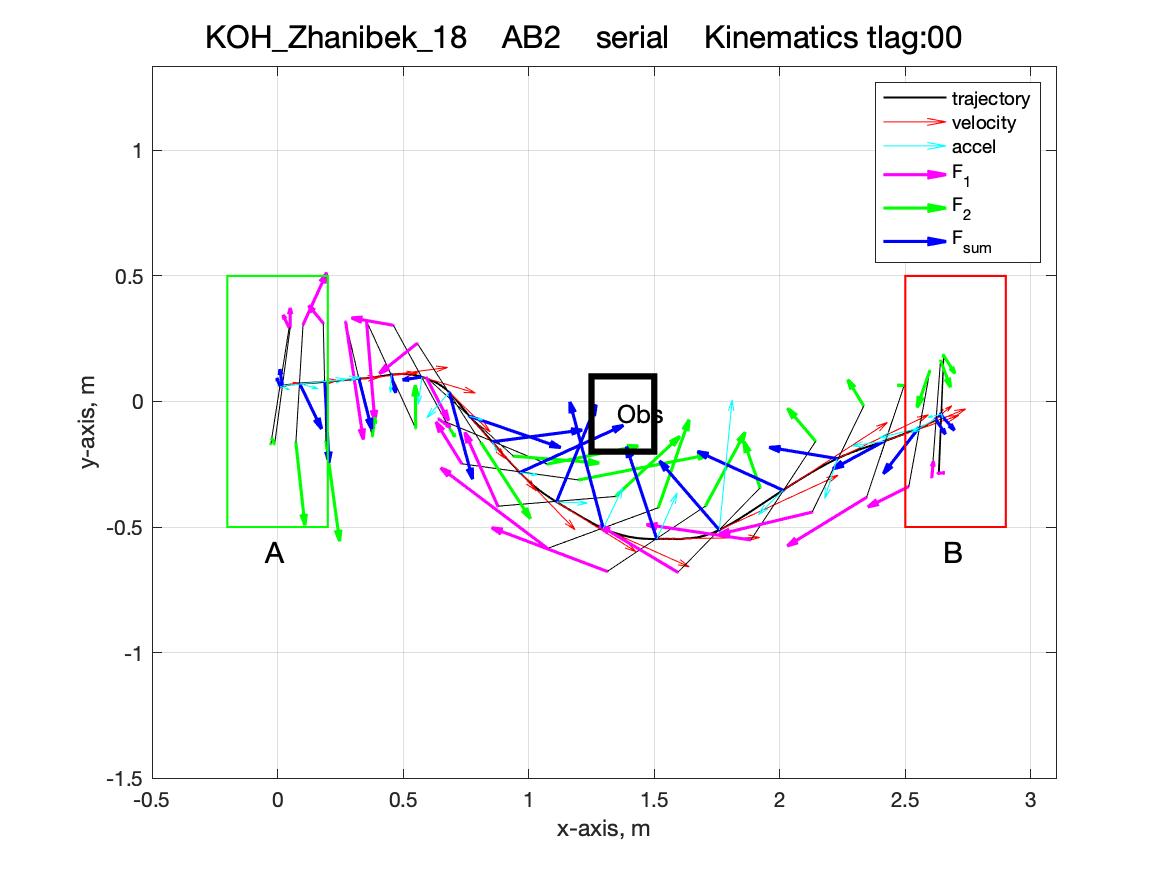 KOH_Zhanibek_18 AB2 serial Kinematics tlag:00
trajectory
velocity
accel
F1
F2
Fsum
1
0.5
0
-0.5
-1
-1.5
y-axis, m
Obs
A
B
-0.5 0 0.5 1 1.5 2 2.5 3
x-axis, m